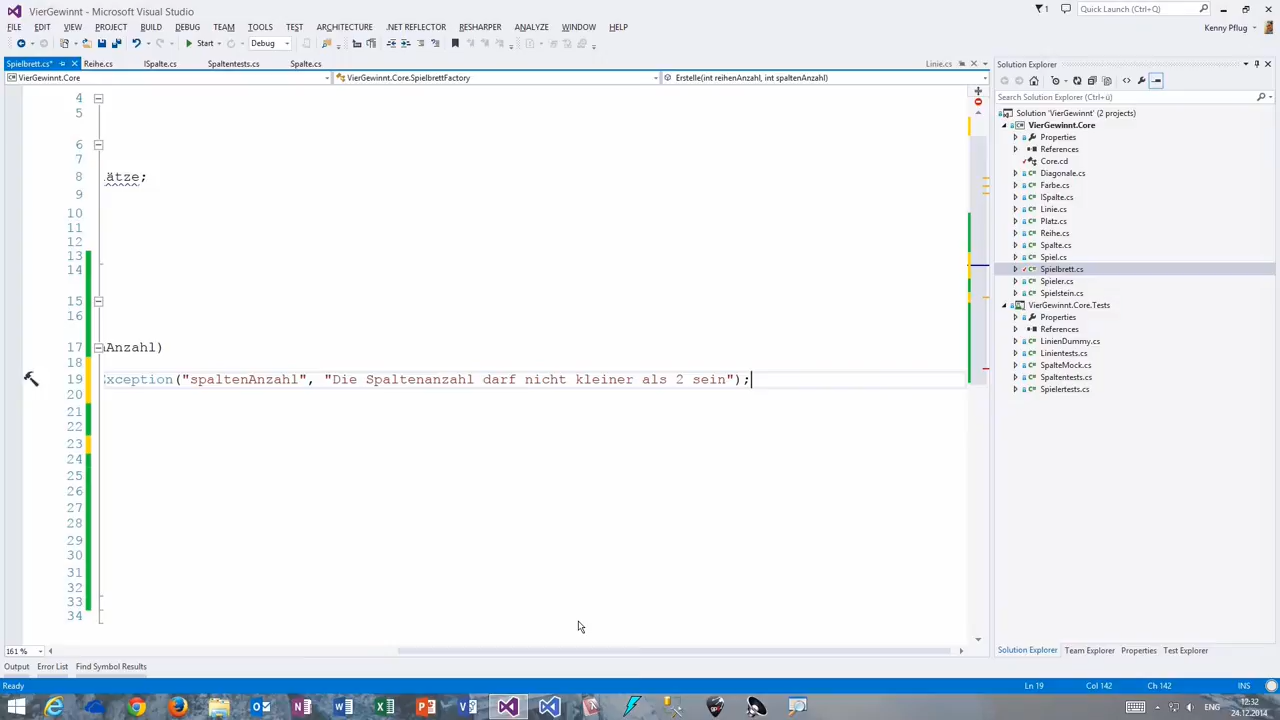 VierGewinnt - Microsoft Visual Studio
1
Quick Launch (Ctrl+Q)
FILE EDIT VIEW PROJECT BUILD DEBUG TEAM TOOLS TEST ARCHITECTURE .NET REFLECTOR RESHARPER ANALYZE WINDOW HELP
Kenny Pflug
Start Debug
Spielbrett.cs* Reihe.cs ISpalte.cs Spaltentests.cs Spalte.cs Linie.cs
VierGewinnt.Core VierGewinnt.Core.SpielbrettFactory Erstelle(int reihenAnzahl, int spaltenAnzahl)
4
5
6
7
8 ätze;
9
10
11
12
13
14
15
16
17 Anzahl)
18
19 xception("spaltenAnzahl", "Die Spaltenanzahl darf nicht kleiner als 2 sein");
20
21
22
23
24
25
26
27
28
29
30
31
32
33
34
161 %
Solution Explorer
Search Solution Explorer (Ctrl+ü)
Solution 'VierGewinnt' (2 projects)
VierGewinnt.Core
Properties
References
Core.cd
Diagonale.cs
Farbe.cs
ISpalte.cs
Linie.cs
Platz.cs
Reihe.cs
Spalte.cs
Spiel.cs
Spielbrett.cs
Spieler.cs
Spielstein.cs
VierGewinnt.Core.Tests
Properties
References
LinienDummy.cs
Linientests.cs
SpalteMock.cs
Spaltentests.cs
Spielertests.cs
Solution Explorer Team Explorer Properties Test Explorer
Output Error List Find Symbol Results
Ready Ln 19 Col 142 Ch 142 INS
ENG 12:32
24.12.2014